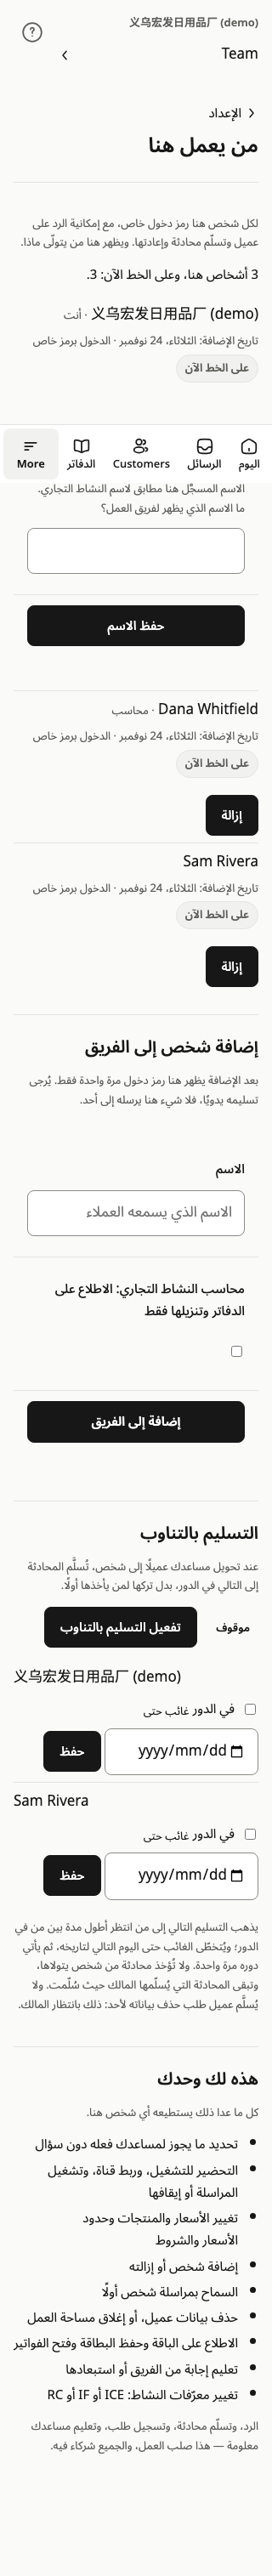 义乌宏发日用品厂 (demo)
Team
الإعداد
من يعمل هنا
لكل شخص هنا رمز دخول خاص، مع إمكانية الرد على
عميل وتسلّم محادثة وإعادتها. ويظهر هنا من يتولّى ماذا.
3 أشخاص هنا، وعلى الخط الآن: 3.
义乌宏发日用品厂 (demo) · أنت
تاريخ الإضافة: الثلاثاء، 24 نوفمبر · الدخول برمز خاص
على الخط الآن
اليوم
الرسائل
Customers
الدفاتر
More
الاسم المسجَّل هنا مطابق لاسم النشاط التجاري.
ما الاسم الذي يظهر لفريق العمل؟
حفظ الاسم
Dana Whitfield · محاسب
تاريخ الإضافة: الثلاثاء، 24 نوفمبر · الدخول برمز خاص
على الخط الآن
إزالة
Sam Rivera
تاريخ الإضافة: الثلاثاء، 24 نوفمبر · الدخول برمز خاص
على الخط الآن
إزالة
إضافة شخص إلى الفريق
بعد الإضافة يظهر هنا رمز دخول مرة واحدة فقط. يُرجى
تسليمه يدويًا، فلا شيء هنا يرسله إلى أحد.
الاسم
الاسم الذي يسمعه العملاء
محاسب النشاط التجاري: الاطلاع على
الدفاتر وتنزيلها فقط
إضافة إلى الفريق
التسليم بالتناوب
عند تحويل مساعدك عميلًا إلى شخص، تُسلَّم المحادثة
إلى التالي في الدور، بدل تركها لمن يأخذها أولًا.
موقوف
تفعيل التسليم بالتناوب
义乌宏发日用品厂 (demo)
في الدور غائب حتى
yyyy/mm/dd
حفظ
Sam Rivera
في الدور غائب حتى
yyyy/mm/dd
حفظ
يذهب التسليم التالي إلى من انتظر أطول مدة بين من في
الدور؛ ويُتخطّى الغائب حتى اليوم التالي لتاريخه، ثم يأتي
دوره مرة واحدة. ولا تُؤخذ محادثة من شخص يتولاها،
وتبقى المحادثة التي يُسلّمها المالك حيث سُلّمت. ولا
يُسلَّم عميل طلب حذف بياناته لأحد: ذلك بانتظار المالك.
هذه لك وحدك
كل ما عدا ذلك يستطيعه أي شخص هنا.
تحديد ما يجوز لمساعدك فعله دون سؤال
التحضير للتشغيل، وربط قناة، وتشغيل
المراسلة أو إيقافها
تغيير الأسعار والمنتجات وحدود
الأسعار والشروط
إضافة شخص أو إزالته
السماح بمراسلة شخص أولًا
حذف بيانات عميل، أو إغلاق مساحة العمل
الاطلاع على الباقة وحفظ البطاقة وفتح الفواتير
تعليم إجابة من الفريق أو استبعادها
تغيير معرّفات النشاط: ICE أو IF أو RC
الرد، وتسلّم محادثة، وتسجيل طلب، وتعليم مساعدك
معلومة — هذا صلب العمل، والجميع شركاء فيه.